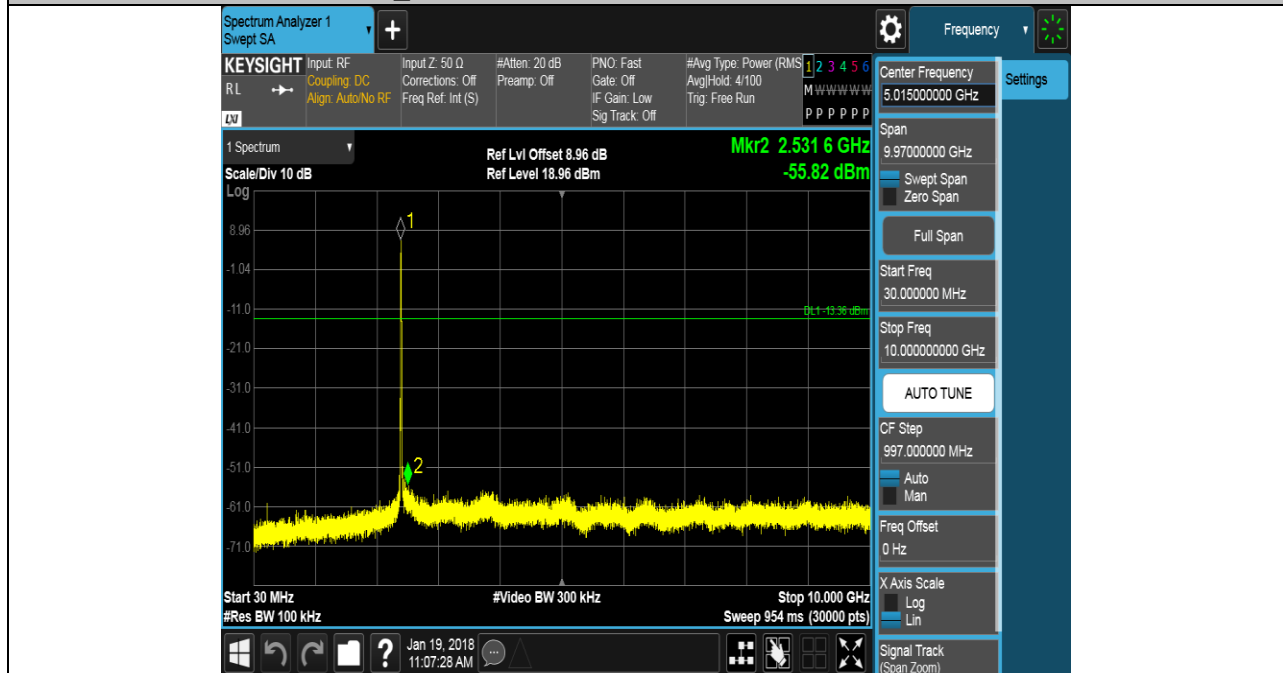 Spectrum Analyzer 1
Swept SA
+
Frequency
KEYSIGHT
RL
LXI
Input: RF
Coupling: DC
Align: Auto/No RF
Input Z: 50 Ω
Corrections: Off
Freq Ref: Int (S)
#Atten: 20 dB
Preamp: Off
PNO: Fast
Gate: Off
IF Gain: Low
Sig Track: Off
#Avg Type: Power (RMS
Avg|Hold: 4/100
Trig: Free Run
1 2 3 4 5 6
M W W W W W
P P P P P P
1 Spectrum
Scale/Div 10 dB
Log
Ref Lvl Offset 8.96 dB
Ref Level 18.96 dBm
Mkr2 2.531 6 GHz
-55.82 dBm
8.96
-1.04
-11.0
-21.0
-31.0
-41.0
-51.0
-61.0
-71.0
1
2
DL1 -13.36 dBm
Start 30 MHz
#Res BW 100 kHz
#Video BW 300 kHz
Stop 10.000 GHz
Sweep 954 ms (30000 pts)
Center Frequency
5.015000000 GHz
Settings
Span
9.97000000 GHz
Swept Span
Zero Span
Full Span
Start Freq
30.000000 MHz
Stop Freq
10.000000000 GHz
AUTO TUNE
CF Step
997.000000 MHz
Auto
Man
Freq Offset
0 Hz
X Axis Scale
Log
Lin
Signal Track
(Span Zoom)
?
Jan 19, 2018
11:07:28 AM